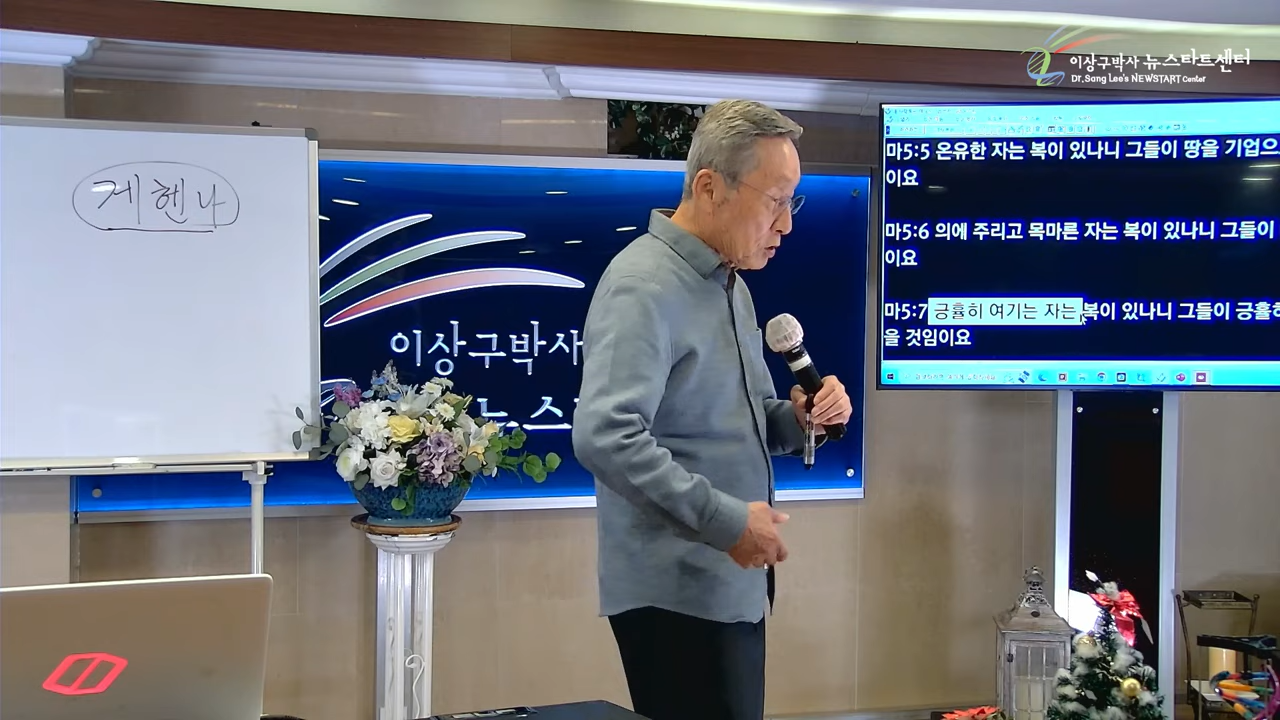 이상구박사 뉴스타트센터
Dr. Sang Lee's NEWSTART Center
게헨나
이상구박사
뉴스
마5:5 온유한 자는 복이 있나니 그들이 땅을 기업으
이요
마5:6 의에 주리고 목마른 자는 복이 있나니 그들이
이요
마5:7 긍휼히 여기는 자는 복이 있나니 그들이 긍휼히
을 것임이요